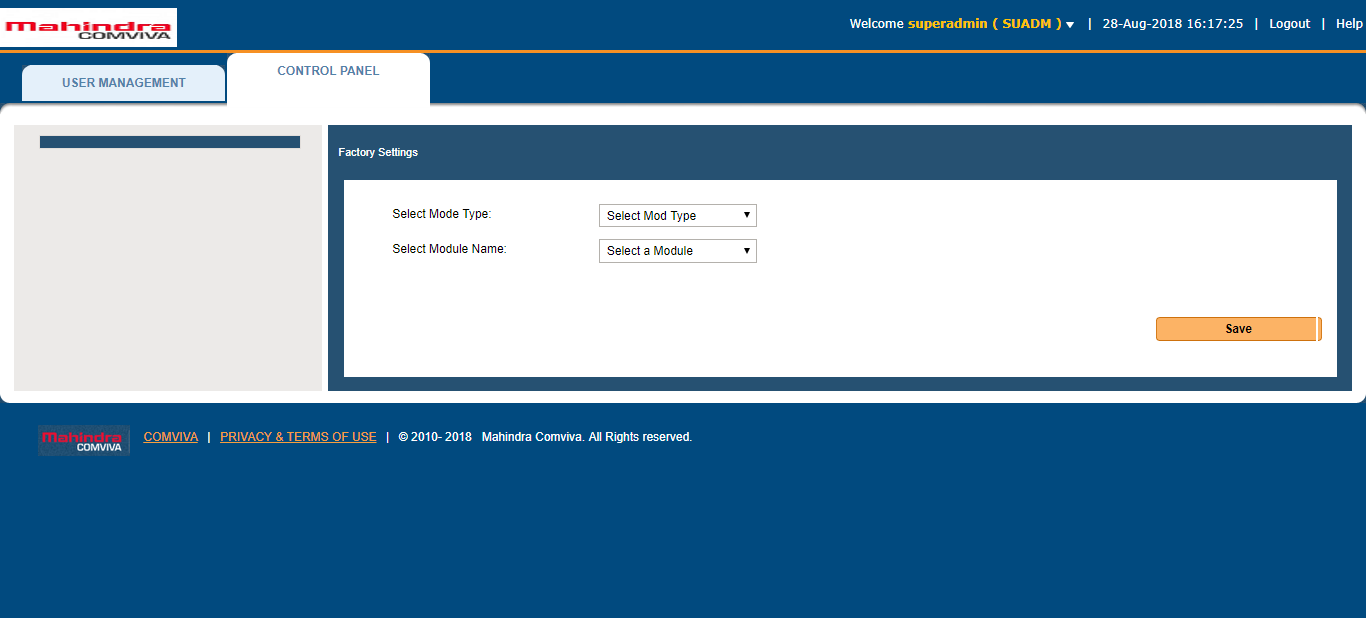 Mahindra
COMVIVA
Welcome superadmin ( SUADM ) | 28-Aug-2018 16:17:25 | Logout | Help
USER MANAGEMENT
CONTROL PANEL
Factory Settings
Select Mode Type: Select Mod Type
Select Module Name: Select a Module
Save
Mahindra
COMVIVA
COMVIVA | PRIVACY & TERMS OF USE | © 2010- 2018 Mahindra Comviva. All Rights reserved.